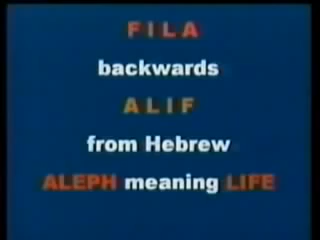 FILA
backwards
ALIF
from Hebrew
ALEPH meaning LIFE